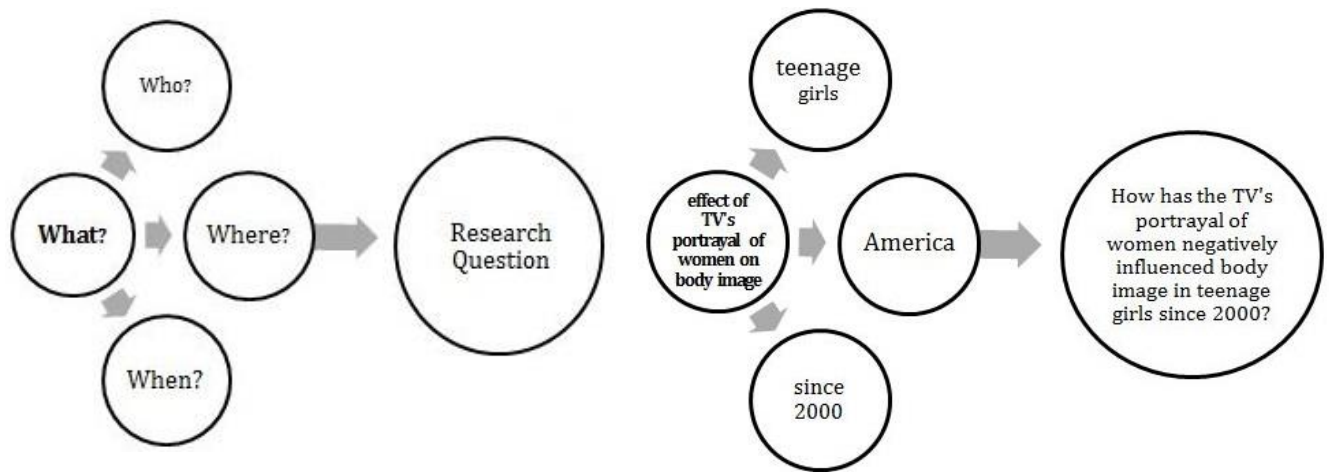 Who?
What?
Where?
When?
Research
Question
teenage
girls
effect of
TV's
portrayal of
women on
body image
America
since
2000
How has the TV's
portrayal of
women negatively
influenced body
image in teenage
girls since 2000?